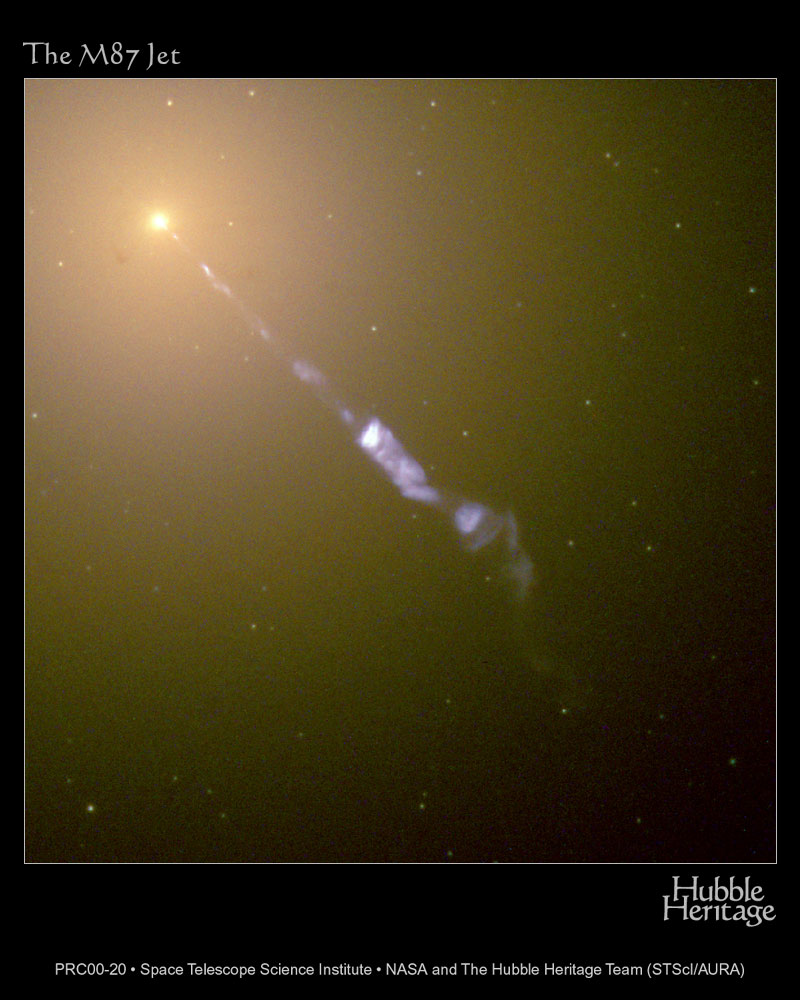 The M87 Jet
Hubble
Heritage
PRC00-20 • Space Telescope Science Institute • NASA and The Hubble Heritage Team (STScI/AURA)